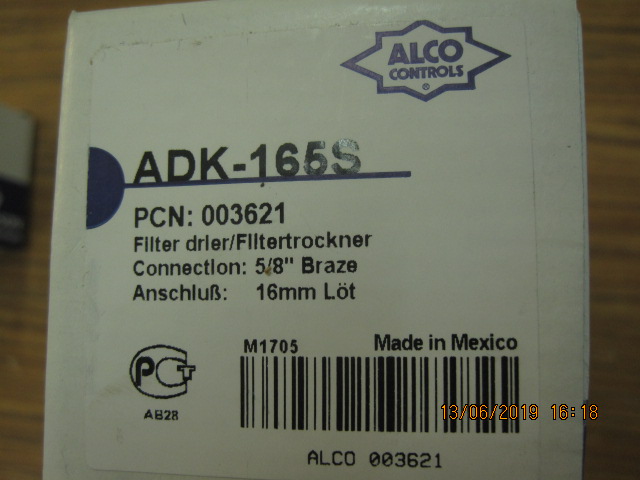 ALCO
CONTROLS
®
ADK-165S
PCN: 003621
Filter drier/Filtertrockner
Connection: 5/8" Braze
Anschluß: 16mm Löt
M1705 Made in Mexico
PCT
AB28
13/06/2019 16:18
ALCO 003621